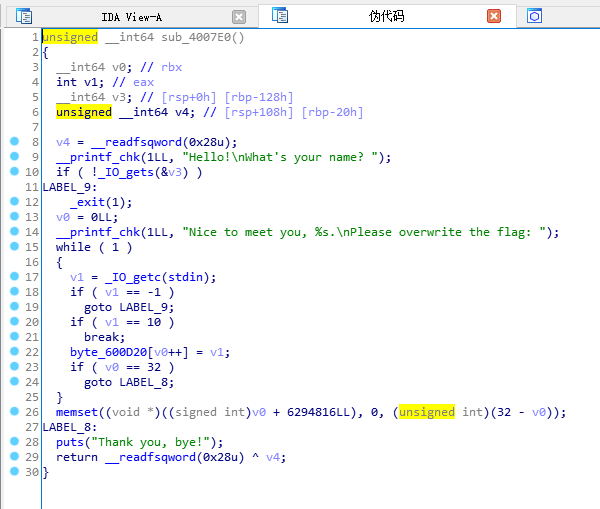 IDA View-A
伪代码
1 unsigned __int64 sub_4007E0()
2 {
3   __int64 v0; // rbx
4   int v1; // eax
5   __int64 v3; // [rsp+0h] [rbp-128h]
6   unsigned __int64 v4; // [rsp+108h] [rbp-20h]
7
8   v4 = __readfsqword(0x28u);
9   __printf_chk(1LL, "Hello!\nWhat's your name? ");
10   if ( !_IO_gets(&v3) )
11 LABEL_9:
12     _exit(1);
13   v0 = 0LL;
14   __printf_chk(1LL, "Nice to meet you, %s.\nPlease overwrite the flag: ");
15   while ( 1 )
16   {
17     v1 = _IO_getc(stdin);
18     if ( v1 == -1 )
19       goto LABEL_9;
20     if ( v1 == 10 )
21       break;
22     byte_600D20[v0++] = v1;
23     if ( v0 == 32 )
24       goto LABEL_8;
25   }
26   memset((void *)((signed int)v0 + 6294816LL), 0, (unsigned int)(32 - v0));
27 LABEL_8:
28   puts("Thank you, bye!");
29   return __readfsqword(0x28u) ^ v4;
30 }